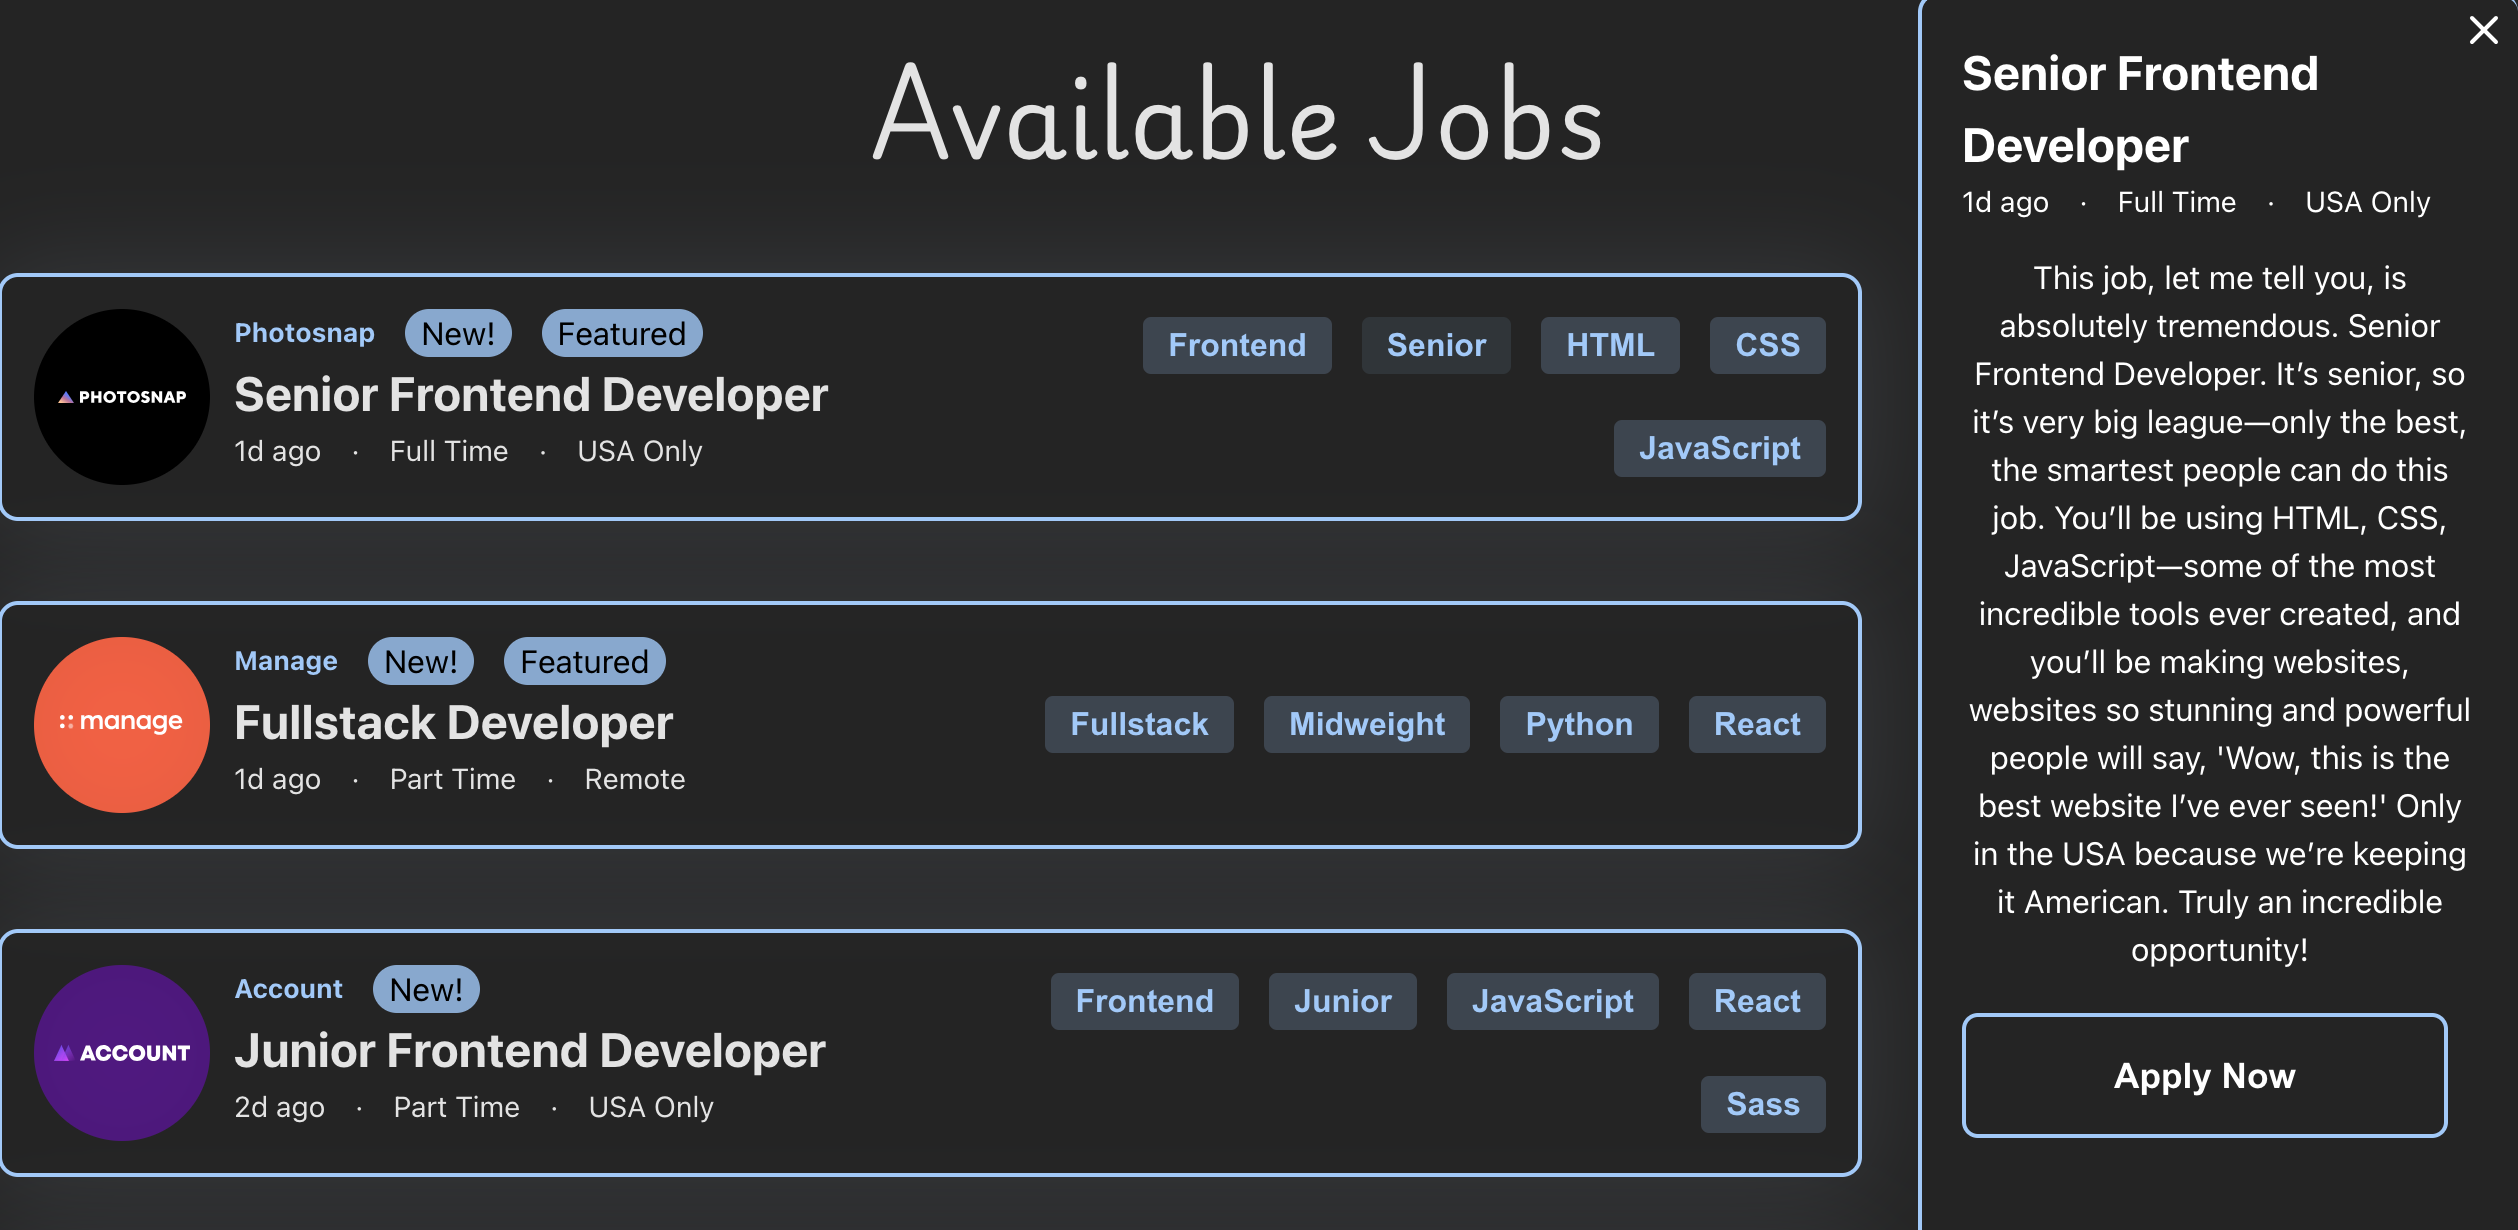 Available Jobs
PHOTOSNAP
Photosnap New! Featured
Senior Frontend Developer
1d ago · Full Time · USA Only
Frontend Senior HTML CSS
JavaScript
manage
Manage New! Featured
Fullstack Developer
1d ago · Part Time · Remote
Fullstack Midweight Python React
ACCOUNT
Account New!
Junior Frontend Developer
2d ago · Part Time · USA Only
Frontend Junior JavaScript React
Sass
Senior Frontend
Developer
1d ago · Full Time · USA Only
This job, let me tell you, is
absolutely tremendous. Senior
Frontend Developer. It’s senior, so
it’s very big league—only the best,
the smartest people can do this
job. You’ll be using HTML, CSS,
JavaScript—some of the most
incredible tools ever created, and
you’ll be making websites,
websites so stunning and powerful
people will say, 'Wow, this is the
best website I’ve ever seen!' Only
in the USA because we’re keeping
it American. Truly an incredible
opportunity!
Apply Now